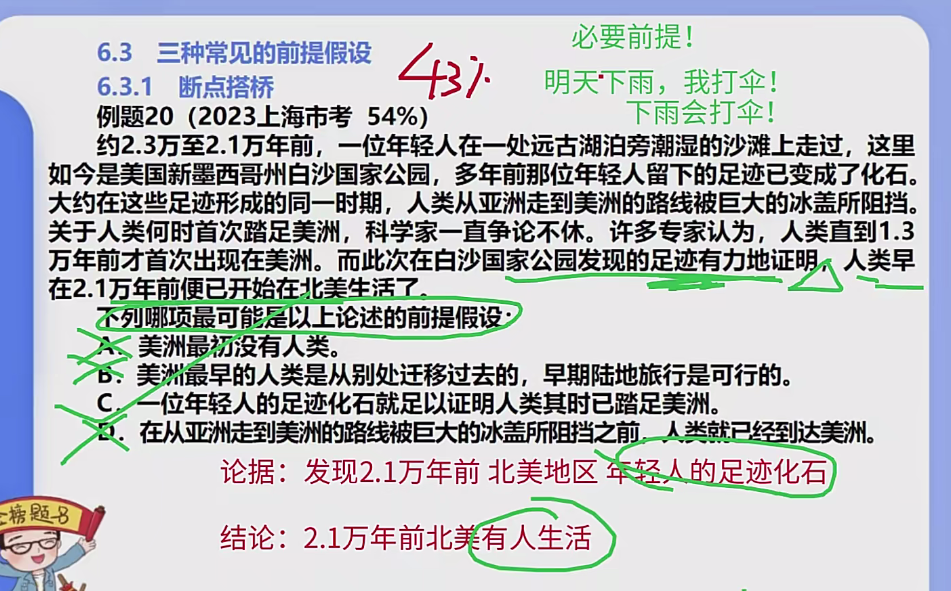 6.3 三种常见的前提假设
43%
必要前提！
6.3.1 断点搭桥
明天下雨，我打伞！
例题20（2023上海市考 54%）
下雨会打伞！
约2.3万至2.1万年前，一位年轻人在一处远古湖泊旁潮湿的沙滩上走过，这里
如今是美国新墨西哥州白沙国家公园，多年前那位年轻人留下的足迹已变成了化石。
大约在这些足迹形成的同一时期，人类从亚洲走到美洲的路线被巨大的冰盖所阻挡。
关于人类何时首次踏足美洲，科学家一直争论不休。许多专家认为，人类直到1.3
万年前才首次出现在美洲。而此次在白沙国家公园发现的足迹有力地证明，人类早
在2.1万年前便已开始在北美生活了。
下列哪项最可能是以上论述的前提假设：
A．美洲最初没有人类。
B．美洲最早的人类是从别处迁移过去的，早期陆地旅行是可行的。
C．一位年轻人的足迹化石就足以证明人类其时已踏足美洲。
D．在从亚洲走到美洲的路线被巨大的冰盖所阻挡之前，人类就已经到达美洲。
论据：发现2.1万年前 北美地区 年轻人的足迹化石
结论：2.1万年前北美有人生活
榜题名